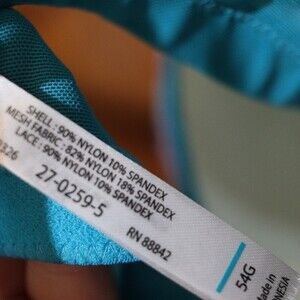 SHELL: 90% NYLON 10% SPANDEX
MESH FABRIC: 82% NYLON 18% SPANDEX
LACE: 90% NYLON 10% SPANDEX
0326
27-0259-5
RN 88842
54G